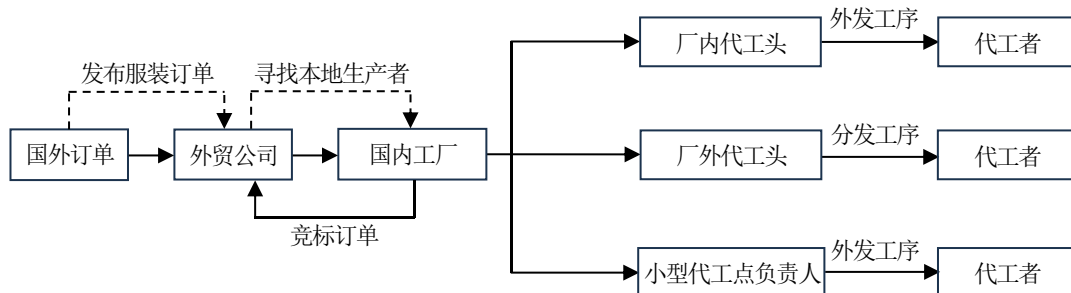 厂内代工头
外发工序
代工者
发布服装订单
寻找本地生产者
国外订单
外贸公司
国内工厂
厂外代工头
分发工序
代工者
竞标订单
小型代工点负责人
外发工序
代工者